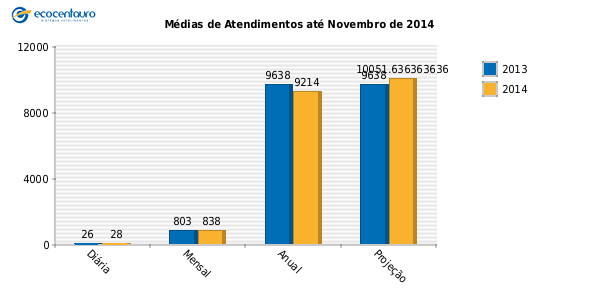 ecocentauro
Médias de Atendimentos até Novembro de 2014
12000
8000
4000
0
26
28
803
838
9638
9214
9638
10051.636363636
Diária
Mensal
Anual
Projeção
2013
2014